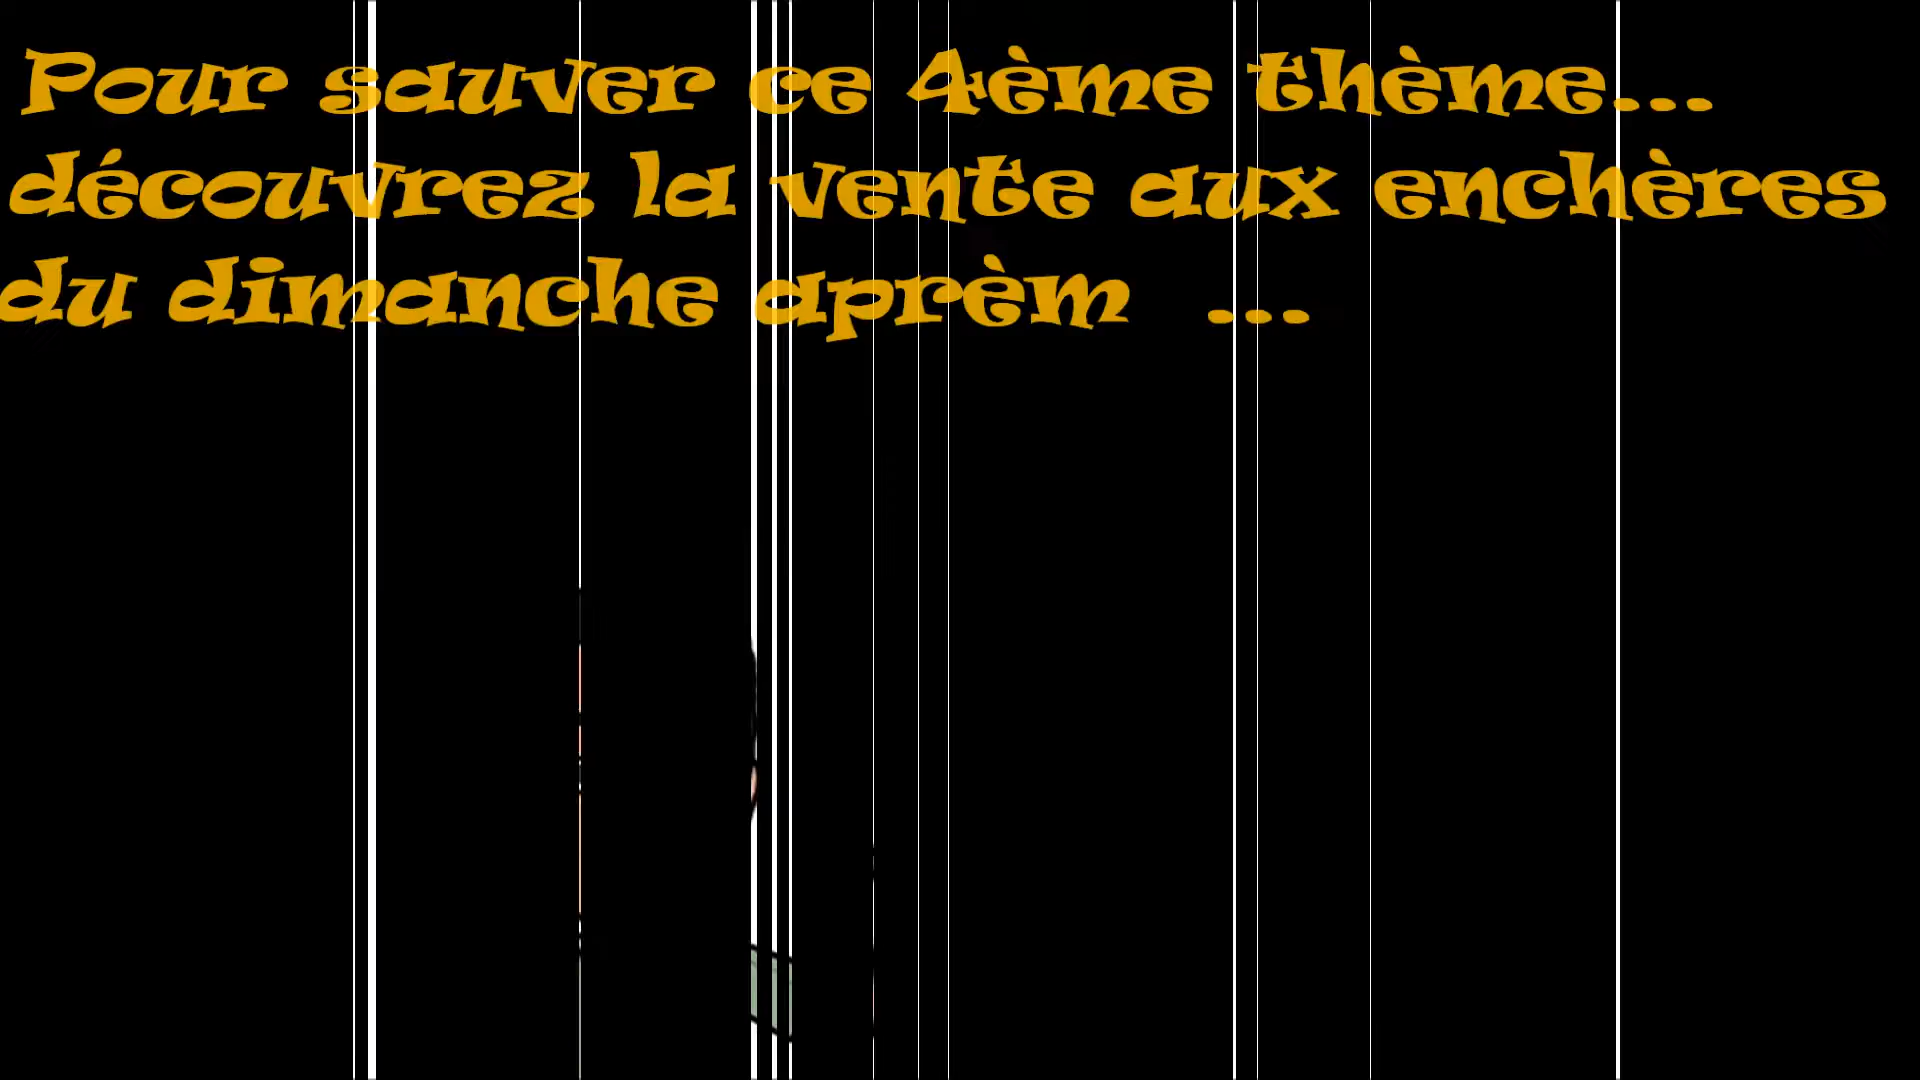 Pour sauver ce 4ème thème...
découvrez la vente aux enchères
du dimanche aprèm ...